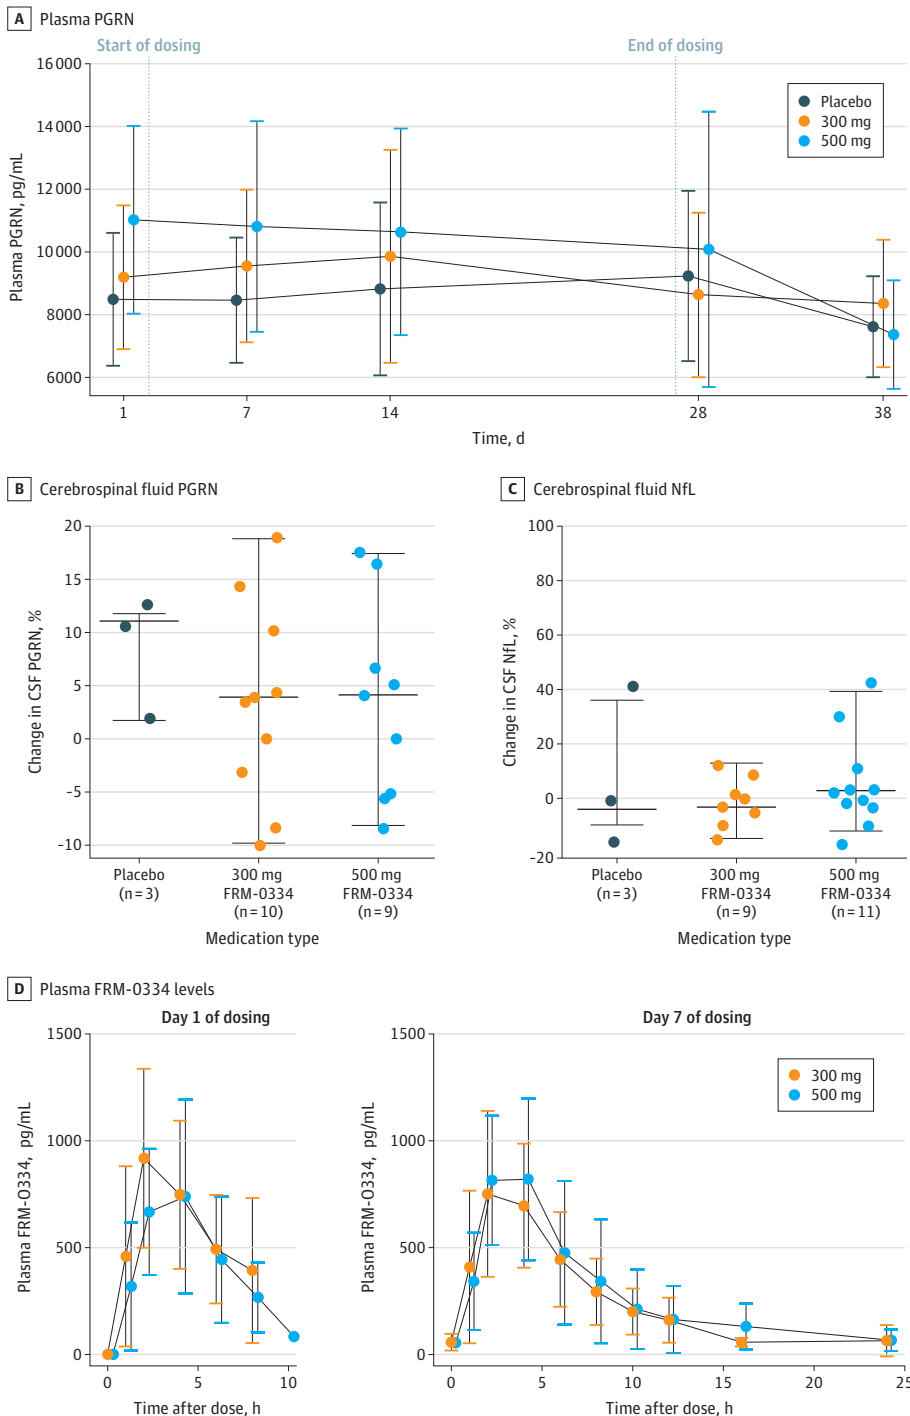 A Plasma PGRN
Start of dosing
End of dosing
16 000
14 000
12 000
10 000
8000
6000
Plasma PGRN, pg/mL
Placebo
300 mg
500 mg
1 7 14 28 38
Time, d
B Cerebrospinal fluid PGRN
20
15
10
5
0
-5
-10
Change in CSF PGRN, %
Placebo
(n = 3)
300 mg
FRM-0334
(n = 10)
500 mg
FRM-0334
(n = 9)
Medication type
C Cerebrospinal fluid NfL
100
80
60
40
20
0
-20
Change in CSF NfL, %
Placebo
(n = 3)
300 mg
FRM-0334
(n = 9)
500 mg
FRM-0334
(n = 11)
Medication type
D Plasma FRM-0334 levels
Day 1 of dosing
1500
1000
500
0
Plasma FRM-0334, pg/mL
0 5 10
Time after dose, h
Day 7 of dosing
1500
1000
500
0
Plasma FRM-0334, pg/mL
300 mg
500 mg
0 5 10 15 20 25
Time after dose, h